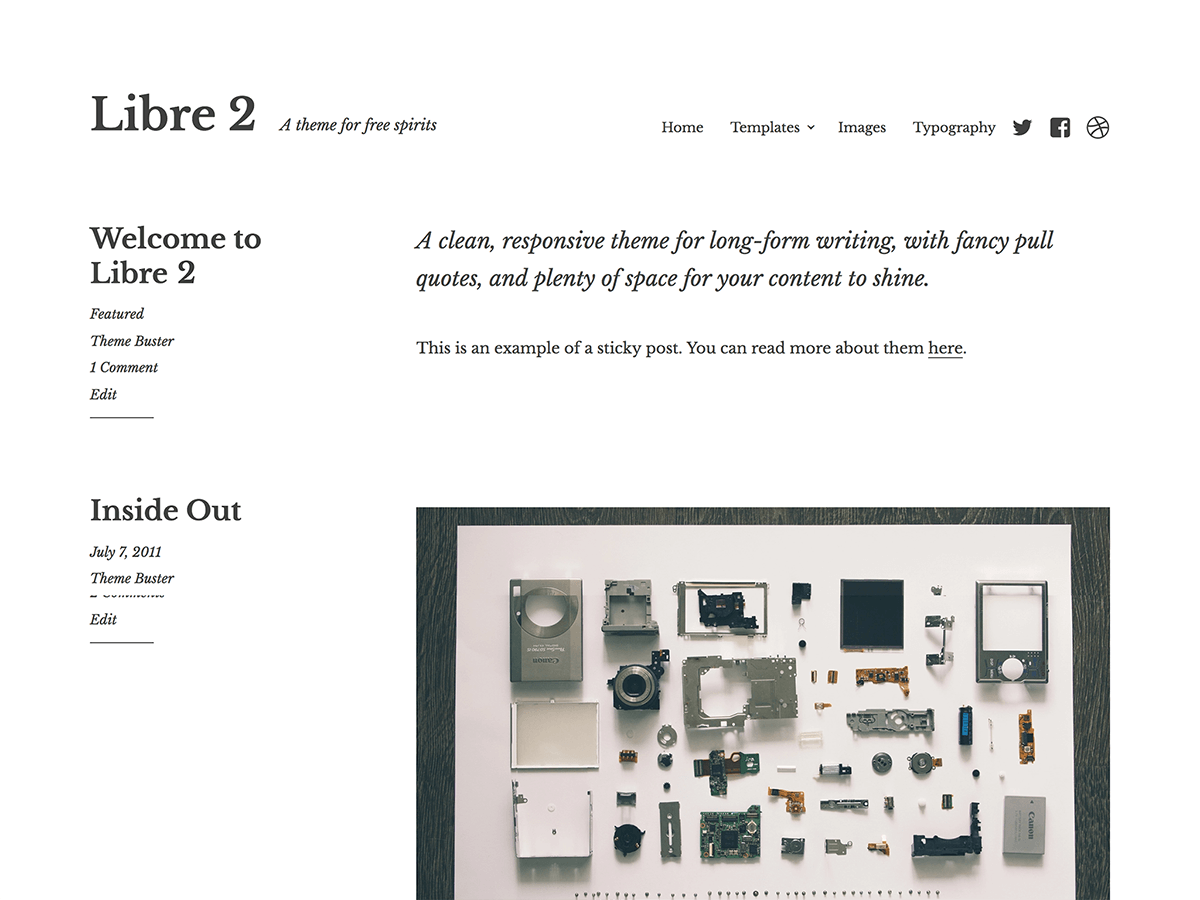 Libre 2
A theme for free spirits
Home Templates Images Typography
Welcome to
Libre 2
Featured
Theme Buster
1 Comment
Edit
A clean, responsive theme for long-form writing, with fancy pull
quotes, and plenty of space for your content to shine.
This is an example of a sticky post. You can read more about them here.
Inside Out
July 7, 2011
Theme Buster
2 Comments
Edit
Canon
Canon